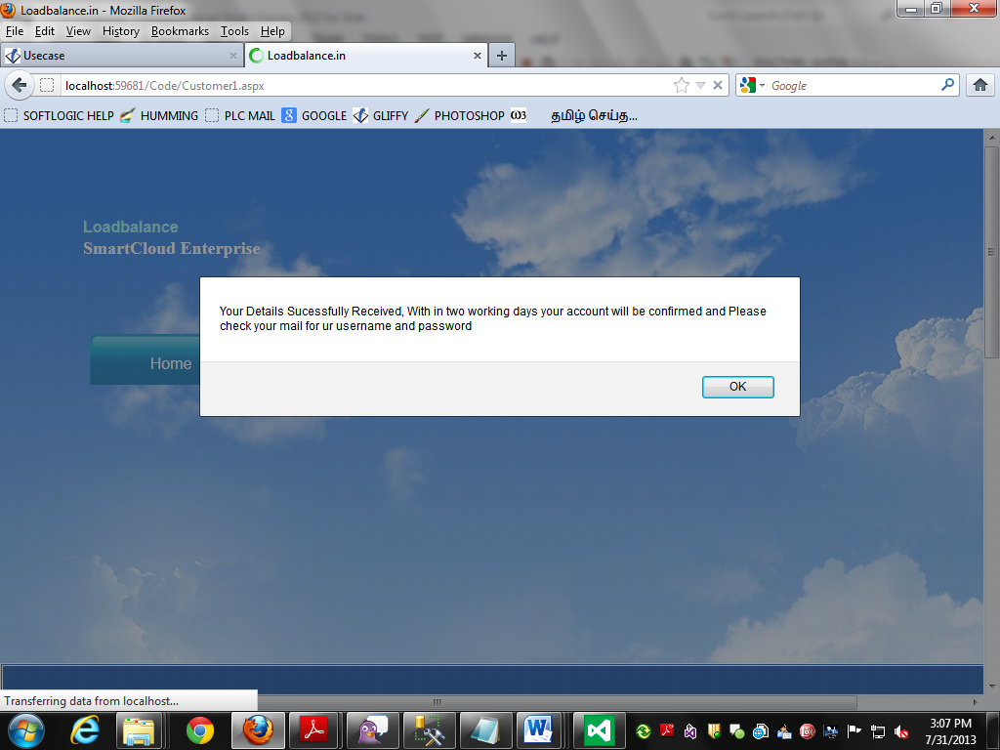 Loadbalance.in - Mozilla Firefox
File Edit View History Bookmarks Tools Help
Usecase
Loadbalance.in
localhost:59681/Code/Customer1.aspx
Google
SOFTLOGIC HELP HUMMING PLC MAIL GOOGLE GLIFFY PHOTOSHOP தமிழ் செய்த...
Loadbalance
SmartCloud Enterprise
Your Details Sucessfully Received, With in two working days your account will be confirmed and Please
check your mail for ur username and password
OK
Home
Transferring data from localhost...
3:07 PM
7/31/2013